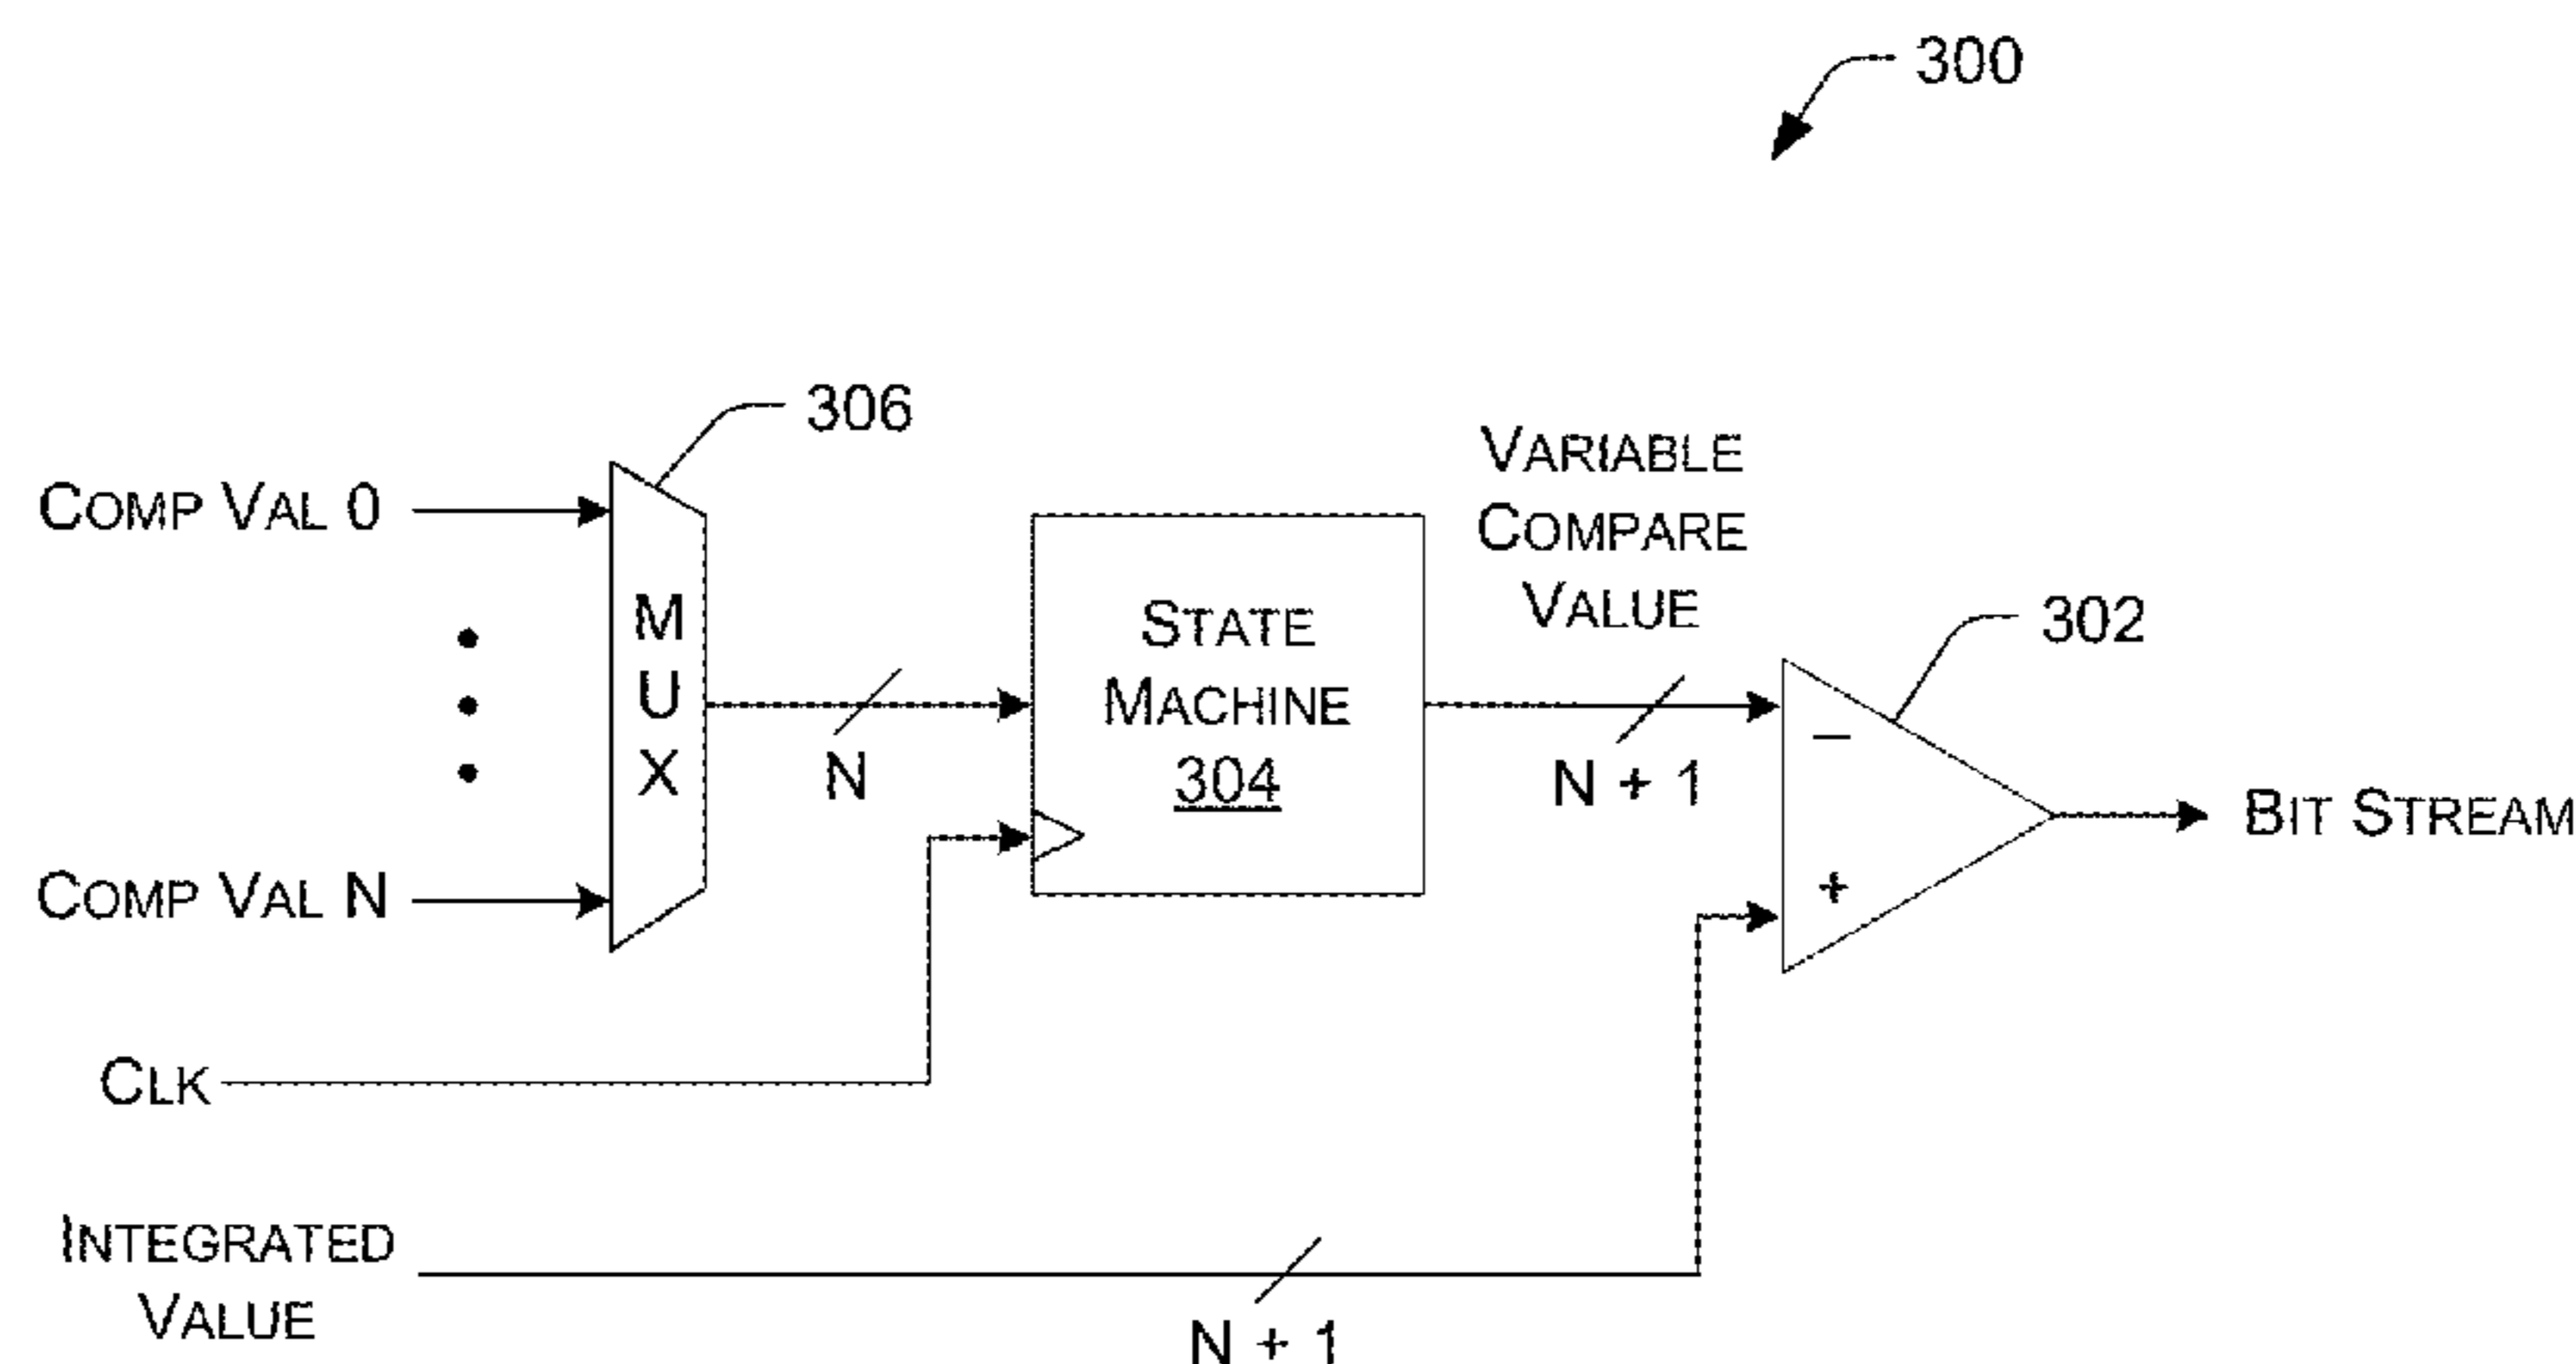 300
306
COMP VAL 0
MUX
COMP VAL N
N
STATE
MACHINE
304
VARIABLE
COMPARE
VALUE
N + 1
302
−
+
BIT STREAM
CLK
INTEGRATED
VALUE
N + 1